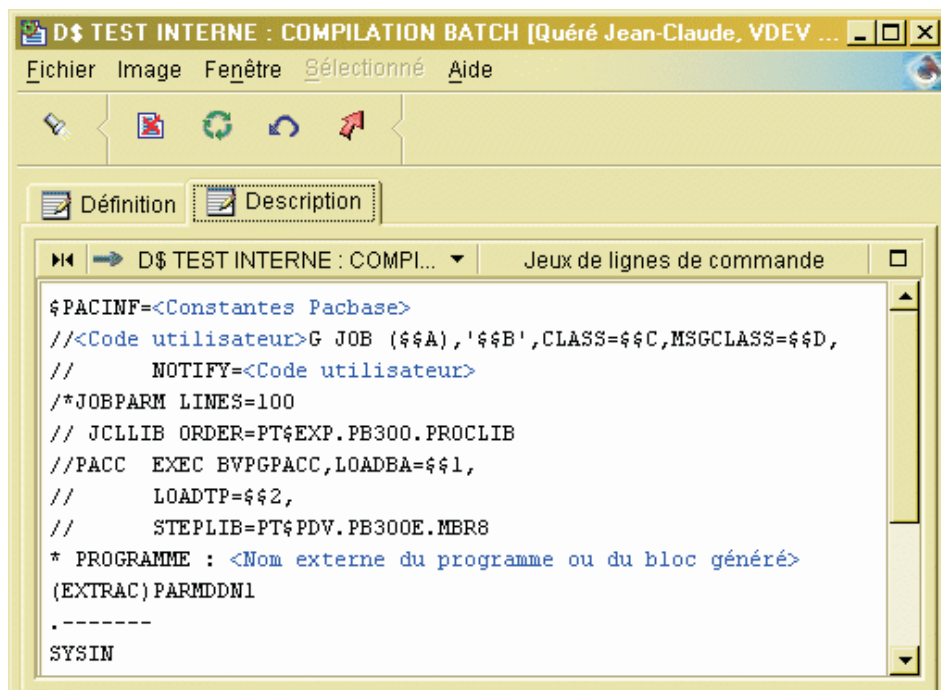 D$ TEST INTERNE : COMPILATION BATCH [Quéré Jean-Claude, VDEV ...
Fichier Image Fenêtre Sélectionné Aide
Définition Description
D$ TEST INTERNE : COMPI... Jeux de lignes de commande
$PACINF=<Constantes Pacbase>
//<Code utilisateur>G JOB ($$A),'$$B',CLASS=$$C,MSGCLASS=$$D,
// NOTIFY=<Code utilisateur>
/*JOBPARM LINES=100
// JCLLIB ORDER=PT$EXP.PB300.PROCLIB
//PACC EXEC BVPGPACC,LOADBA=$$1,
// LOADTP=$$2,
// STEPLIB=PT$PDV.PB300E.MBR8
* PROGRAMME : <Nom externe du programme ou du bloc généré>
(EXTRAC)PARMDDN1
.-------
SYSIN